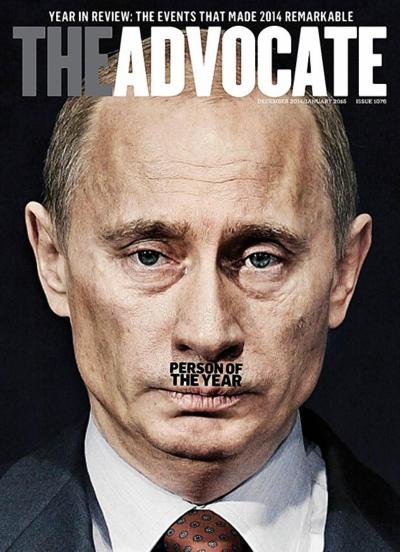 YEAR IN REVIEW: THE EVENTS THAT MADE 2014 REMARKABLE
THE ADVOCATE
DECEMBER 2014/JANUARY 2015 ISSUE 1076
PERSON OF
THE YEAR